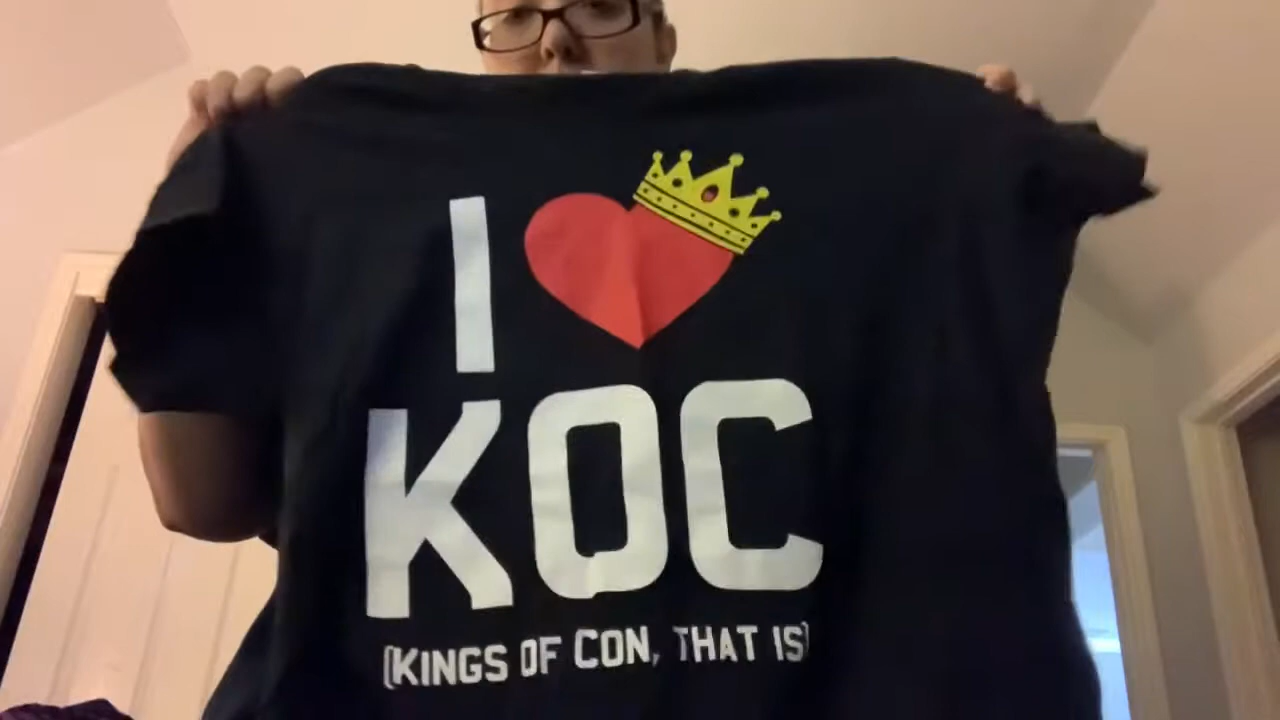 I
KOC
(KINGS OF CON, THAT IS)